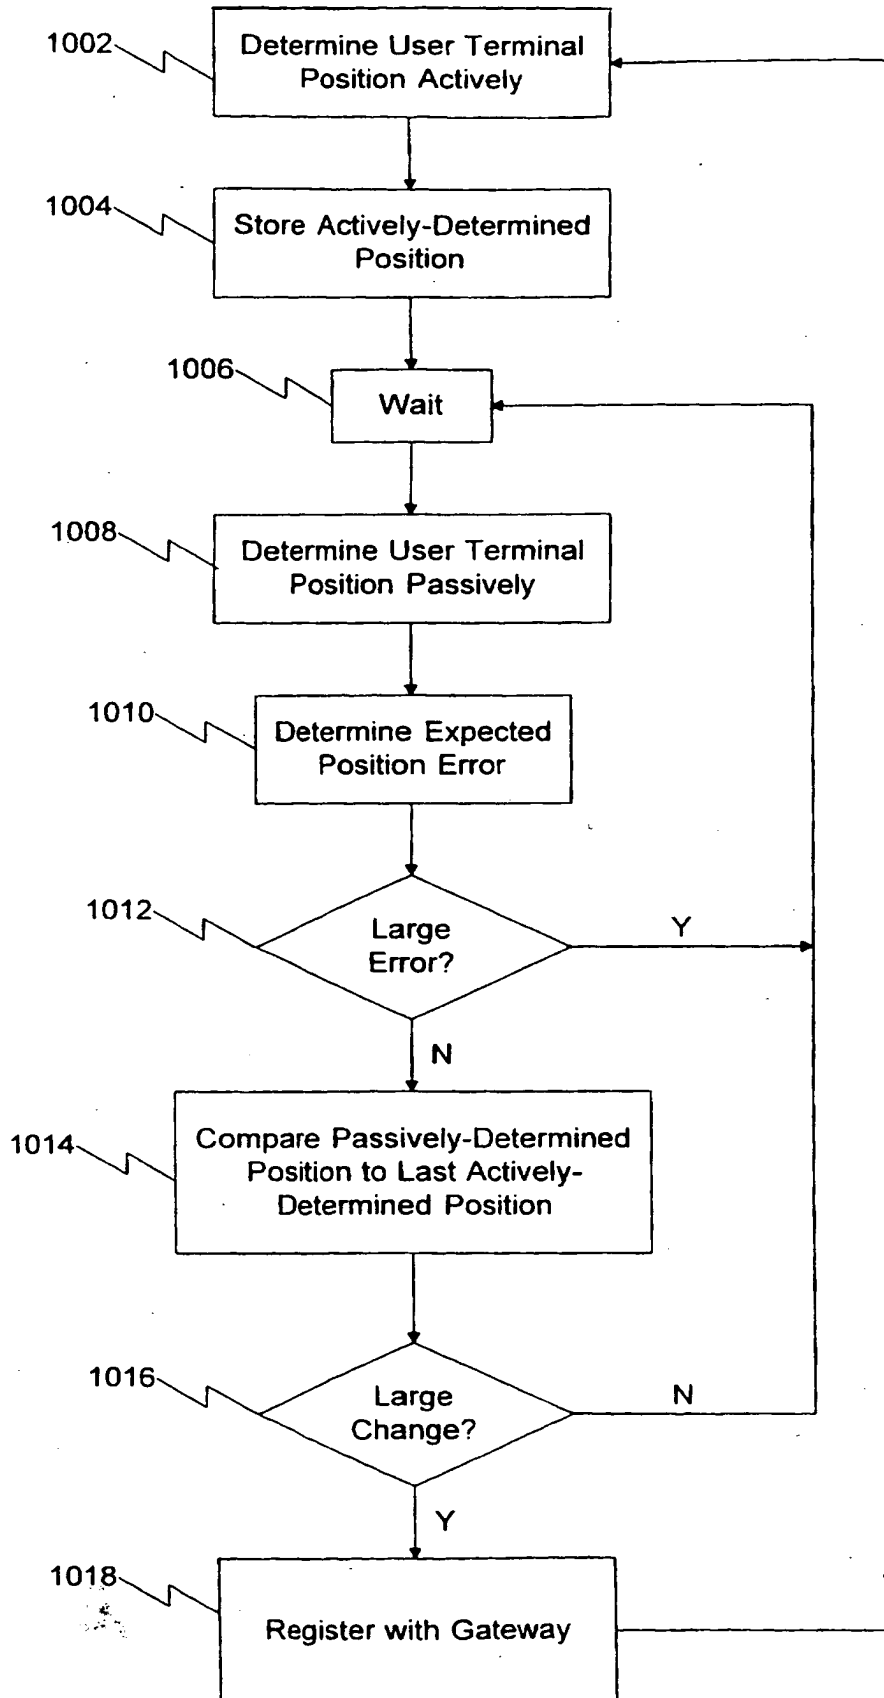 1002
Determine User Terminal
Position Actively
1004
Store Actively-Determined
Position
1006
Wait
1008
Determine User Terminal
Position Passively
1010
Determine Expected
Position Error
1012
Large
Error?
Y
N
1014
Compare Passively-Determined
Position to Last Actively-
Determined Position
1016
Large
Change?
N
Y
1018
Register with Gateway